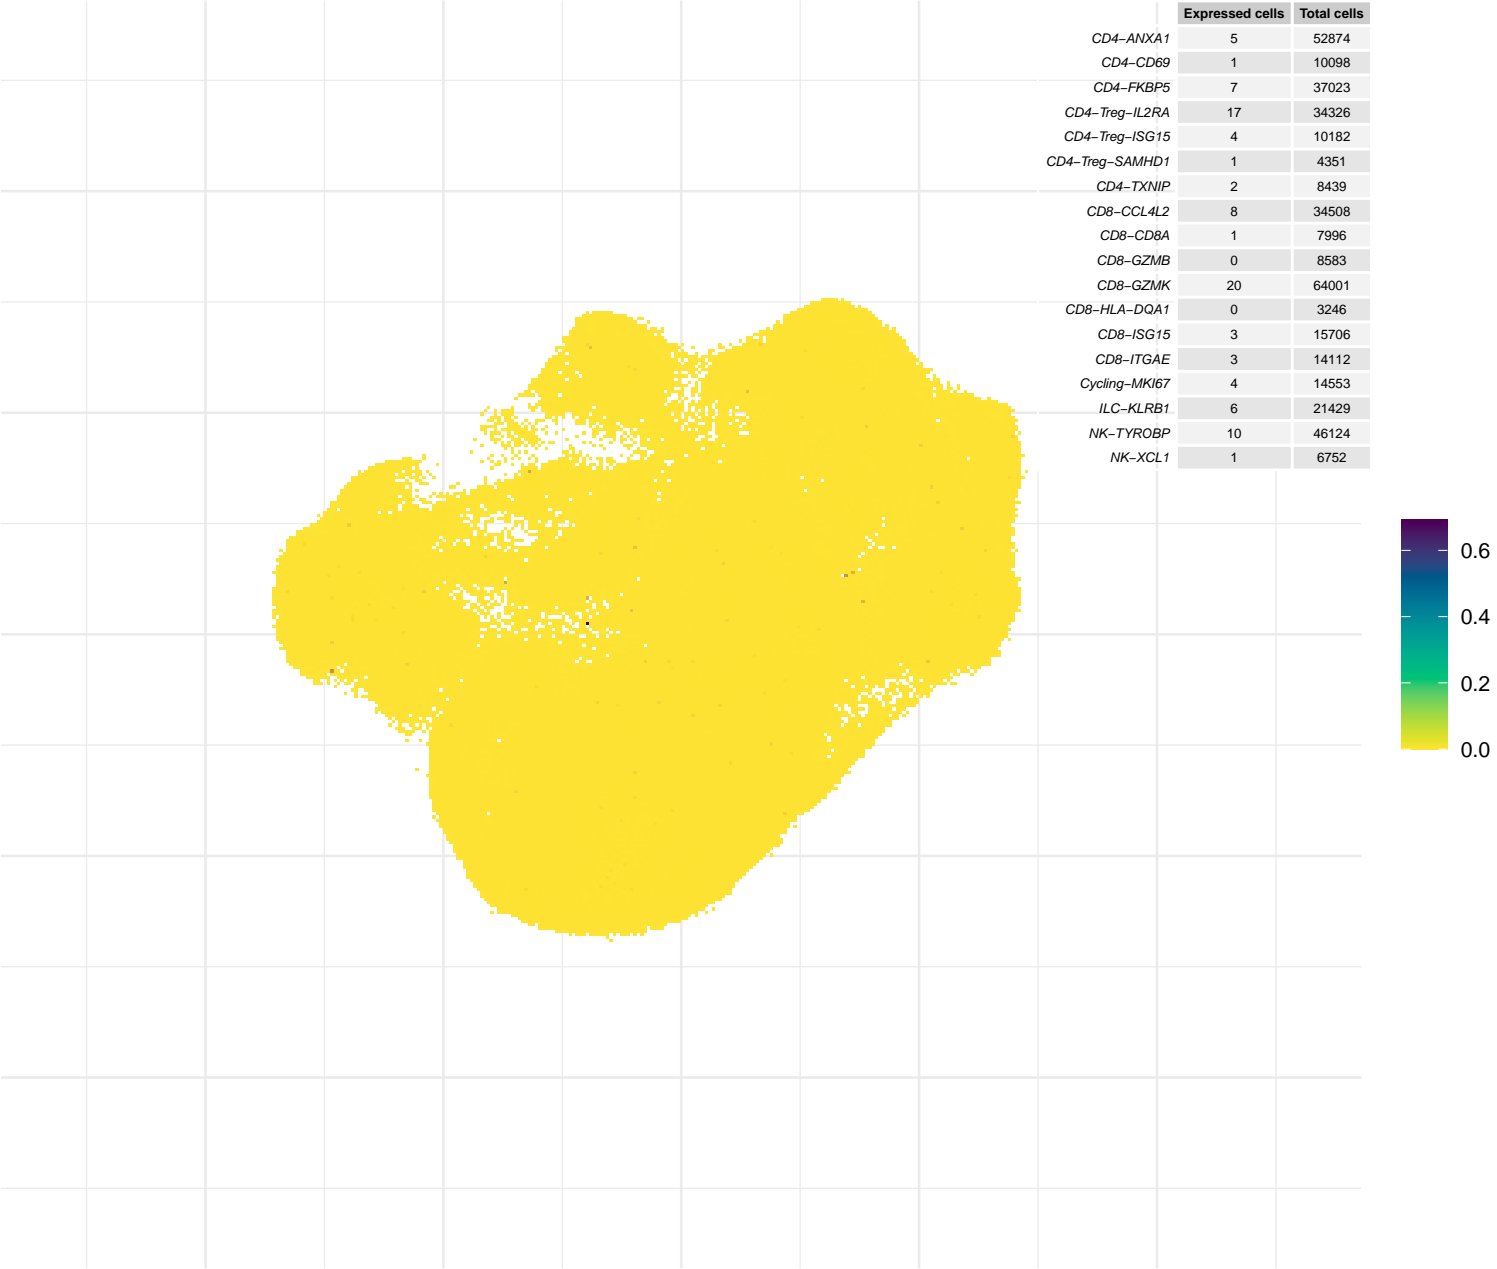 Expressed cells Total cells
CD4−ANXA1 5 52874
CD4−CD69 1 10098
CD4−FKBP5 7 37023
CD4−Treg−IL2RA 17 34326
CD4−Treg−ISG15 4 10182
CD4−Treg−SAMHD1 1 4351
CD4−TXNIP 2 8439
CD8−CCL4L2 8 34508
CD8−CD8A 1 7996
CD8−GZMB 0 8583
CD8−GZMK 20 64001
CD8−HLA−DQA1 0 3246
CD8−ISG15 3 15706
CD8−ITGAE 3 14112
Cycling−MKI67 4 14553
ILC−KLRB1 6 21429
NK−TYROBP 10 46124
NK−XCL1 1 6752
0.6
0.4
0.2
0.0